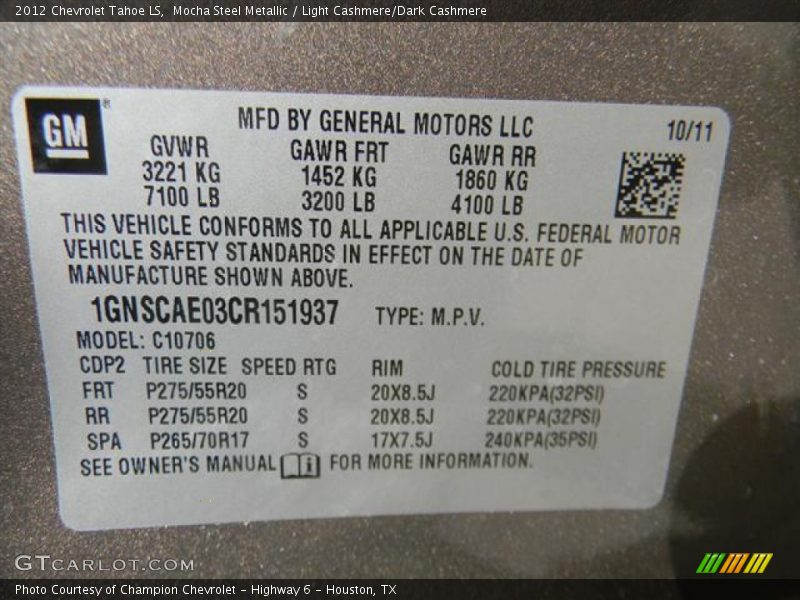 2012 Chevrolet Tahoe LS, Mocha Steel Metallic / Light Cashmere/Dark Cashmere
GM®
MFD BY GENERAL MOTORS LLC 10/11
GVWR GAWR FRT GAWR RR
3221 KG 1452 KG 1860 KG
7100 LB 3200 LB 4100 LB
THIS VEHICLE CONFORMS TO ALL APPLICABLE U.S. FEDERAL MOTOR
VEHICLE SAFETY STANDARDS IN EFFECT ON THE DATE OF
MANUFACTURE SHOWN ABOVE.
1GNSCAE03CR151937 TYPE: M.P.V.
MODEL: C10706
CDP2 TIRE SIZE SPEED RTG RIM COLD TIRE PRESSURE
FRT P275/55R20 S 20X8.5J 220KPA(32PSI)
RR P275/55R20 S 20X8.5J 220KPA(32PSI)
SPA P265/70R17 S 17X7.5J 240KPA(35PSI)
SEE OWNER'S MANUAL i FOR MORE INFORMATION.
GTCARLOT.COM
Photo Courtesy of Champion Chevrolet - Highway 6 - Houston, TX